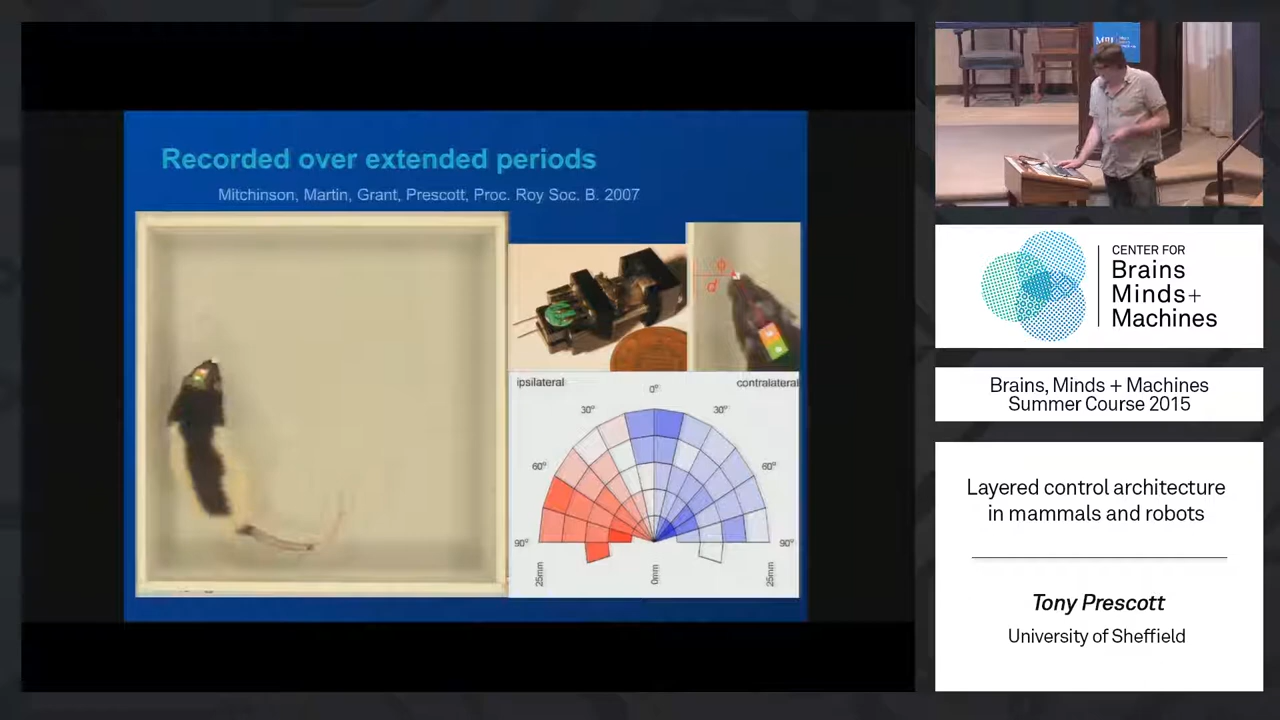 Recorded over extended periods
Mitchinson, Martin, Grant, Prescott, Proc. Roy Soc. B. 2007
ϕ
d
ipsilateral
contralateral
0°
30°
30°
60°
60°
90°
90°
25mm
0mm
25mm
CENTER FOR
Brains
Minds+
Machines
Brains, Minds + Machines
Summer Course 2015
Layered control architecture
in mammals and robots
Tony Prescott
University of Sheffield